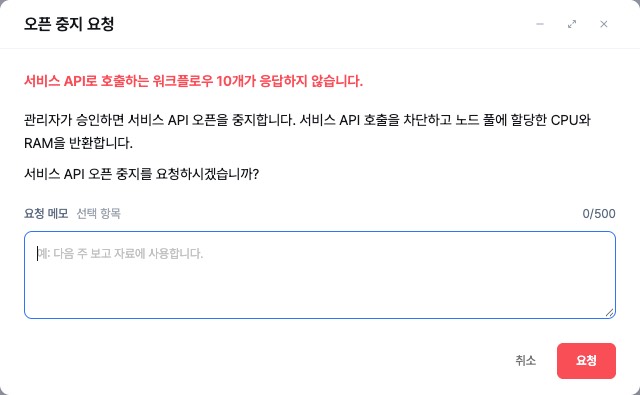 오픈 중지 요청
서비스 API로 호출하는 워크플로우 10개가 응답하지 않습니다.
관리자가 승인하면 서비스 API 오픈을 중지합니다. 서비스 API 호출을 차단하고 노드 풀에 할당한 CPU와
RAM을 반환합니다.
서비스 API 오픈 중지를 요청하시겠습니까?
요청 메모 선택 항목 0/500
예: 다음 주 보고 자료에 사용합니다.
취소 요청